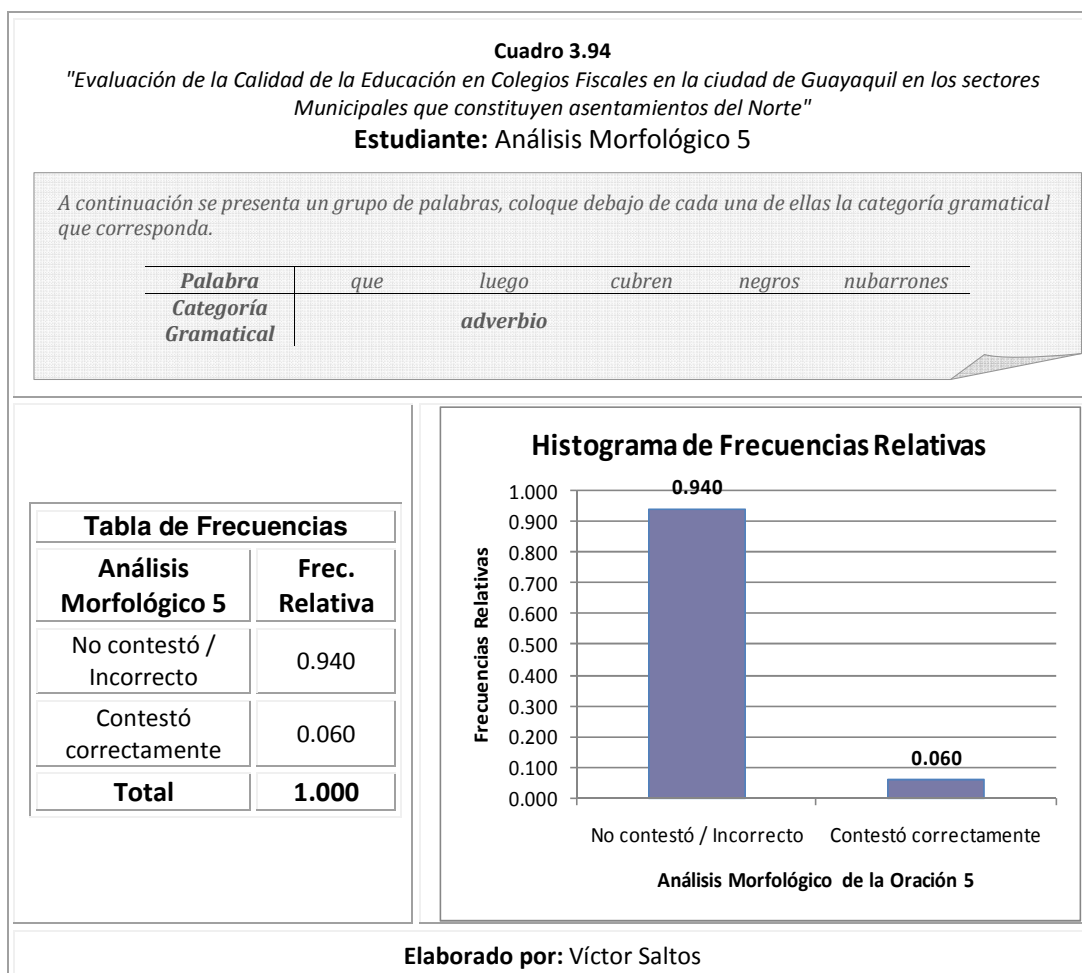 Cuadro 3.94
"Evaluación de la Calidad de la Educación en Colegios Fiscales en la ciudad de Guayaquil en los sectores
Municipales que constituyen asentamientos del Norte"
Estudiante: Análisis Morfológico 5
A continuación se presenta un grupo de palabras, coloque debajo de cada una de ellas la categoría gramatical
que corresponda.
Palabra que luego cubren negros nubarrones
Categoría
Gramatical adverbio
Tabla de Frecuencias
Análisis
Morfológico 5
Frec.
Relativa
No contestó /
Incorrecto
0.940
Contestó
correctamente
0.060
Total 1.000
Histograma de Frecuencias Relativas
Frecuencias Relativas
1.000
0.900
0.800
0.700
0.600
0.500
0.400
0.300
0.200
0.100
0.000
0.940
0.060
No contestó / Incorrecto Contestó correctamente
Análisis Morfológico de la Oración 5
Elaborado por: Víctor Saltos